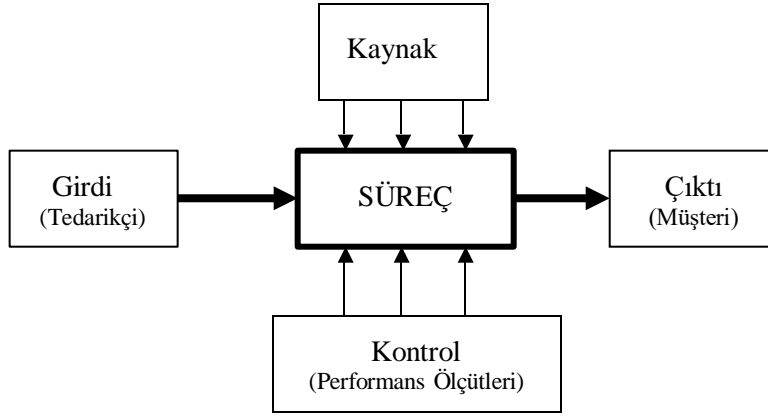 Kaynak
Girdi
(Tedarikçi)
SÜREÇ
Çıktı
(Müşteri)
Kontrol
(Performans Ölçütleri)